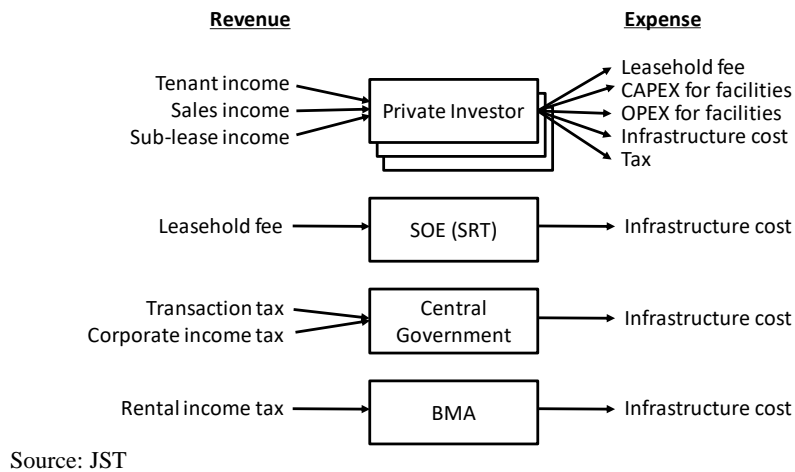 Revenue
Expense
Tenant income
Sales income
Sub-lease income
Private Investor
Leasehold fee
CAPEX for facilities
OPEX for facilities
Infrastructure cost
Tax
Leasehold fee
SOE (SRT)
Infrastructure cost
Transaction tax
Corporate income tax
Central
Government
Infrastructure cost
Rental income tax
BMA
Infrastructure cost
Source: JST